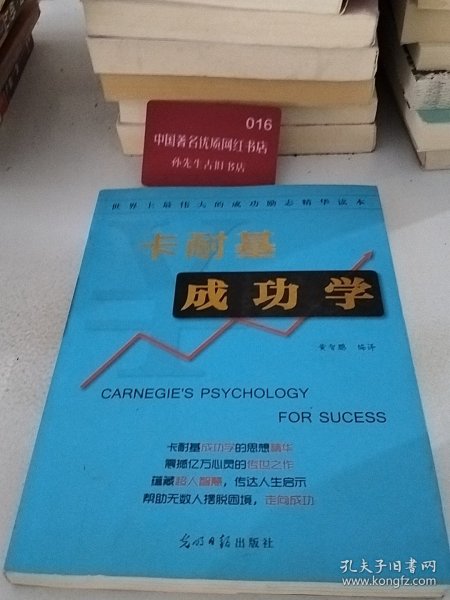 016
中国著名优质网红书店
孙先生古旧书店
世界上最伟大的成功励志精华读本
卡耐基
成功学
黄智鹏 编译
CARNEGIE'S PSYCHOLOGY
FOR SUCESS
卡耐基成功学的思想精华
震撼亿万心灵的传世之作
蕴藏超人智慧,传达人生启示
帮助无数人摆脱困境,走向成功
光明日报出版社
孔夫子旧书网
www.kongfz.com